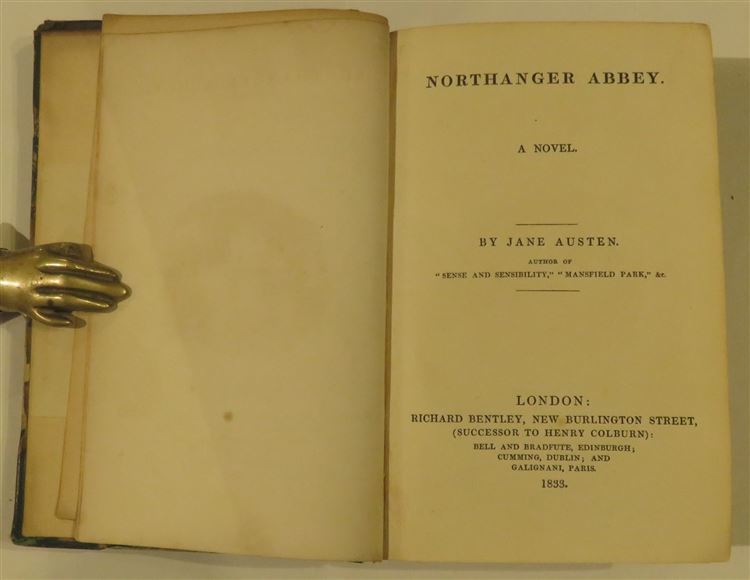 NORTHANGER ABBEY.
A NOVEL.
BY JANE AUSTEN.
AUTHOR OF
"SENSE AND SENSIBILITY," "MANSFIELD PARK," &c.
LONDON:
RICHARD BENTLEY, NEW BURLINGTON STREET,
(SUCCESSOR TO HENRY COLBURN):
BELL AND BRADFUTE, EDINBURGH;
CUMMING, DUBLIN; AND
GALIGNANI, PARIS.
1833.